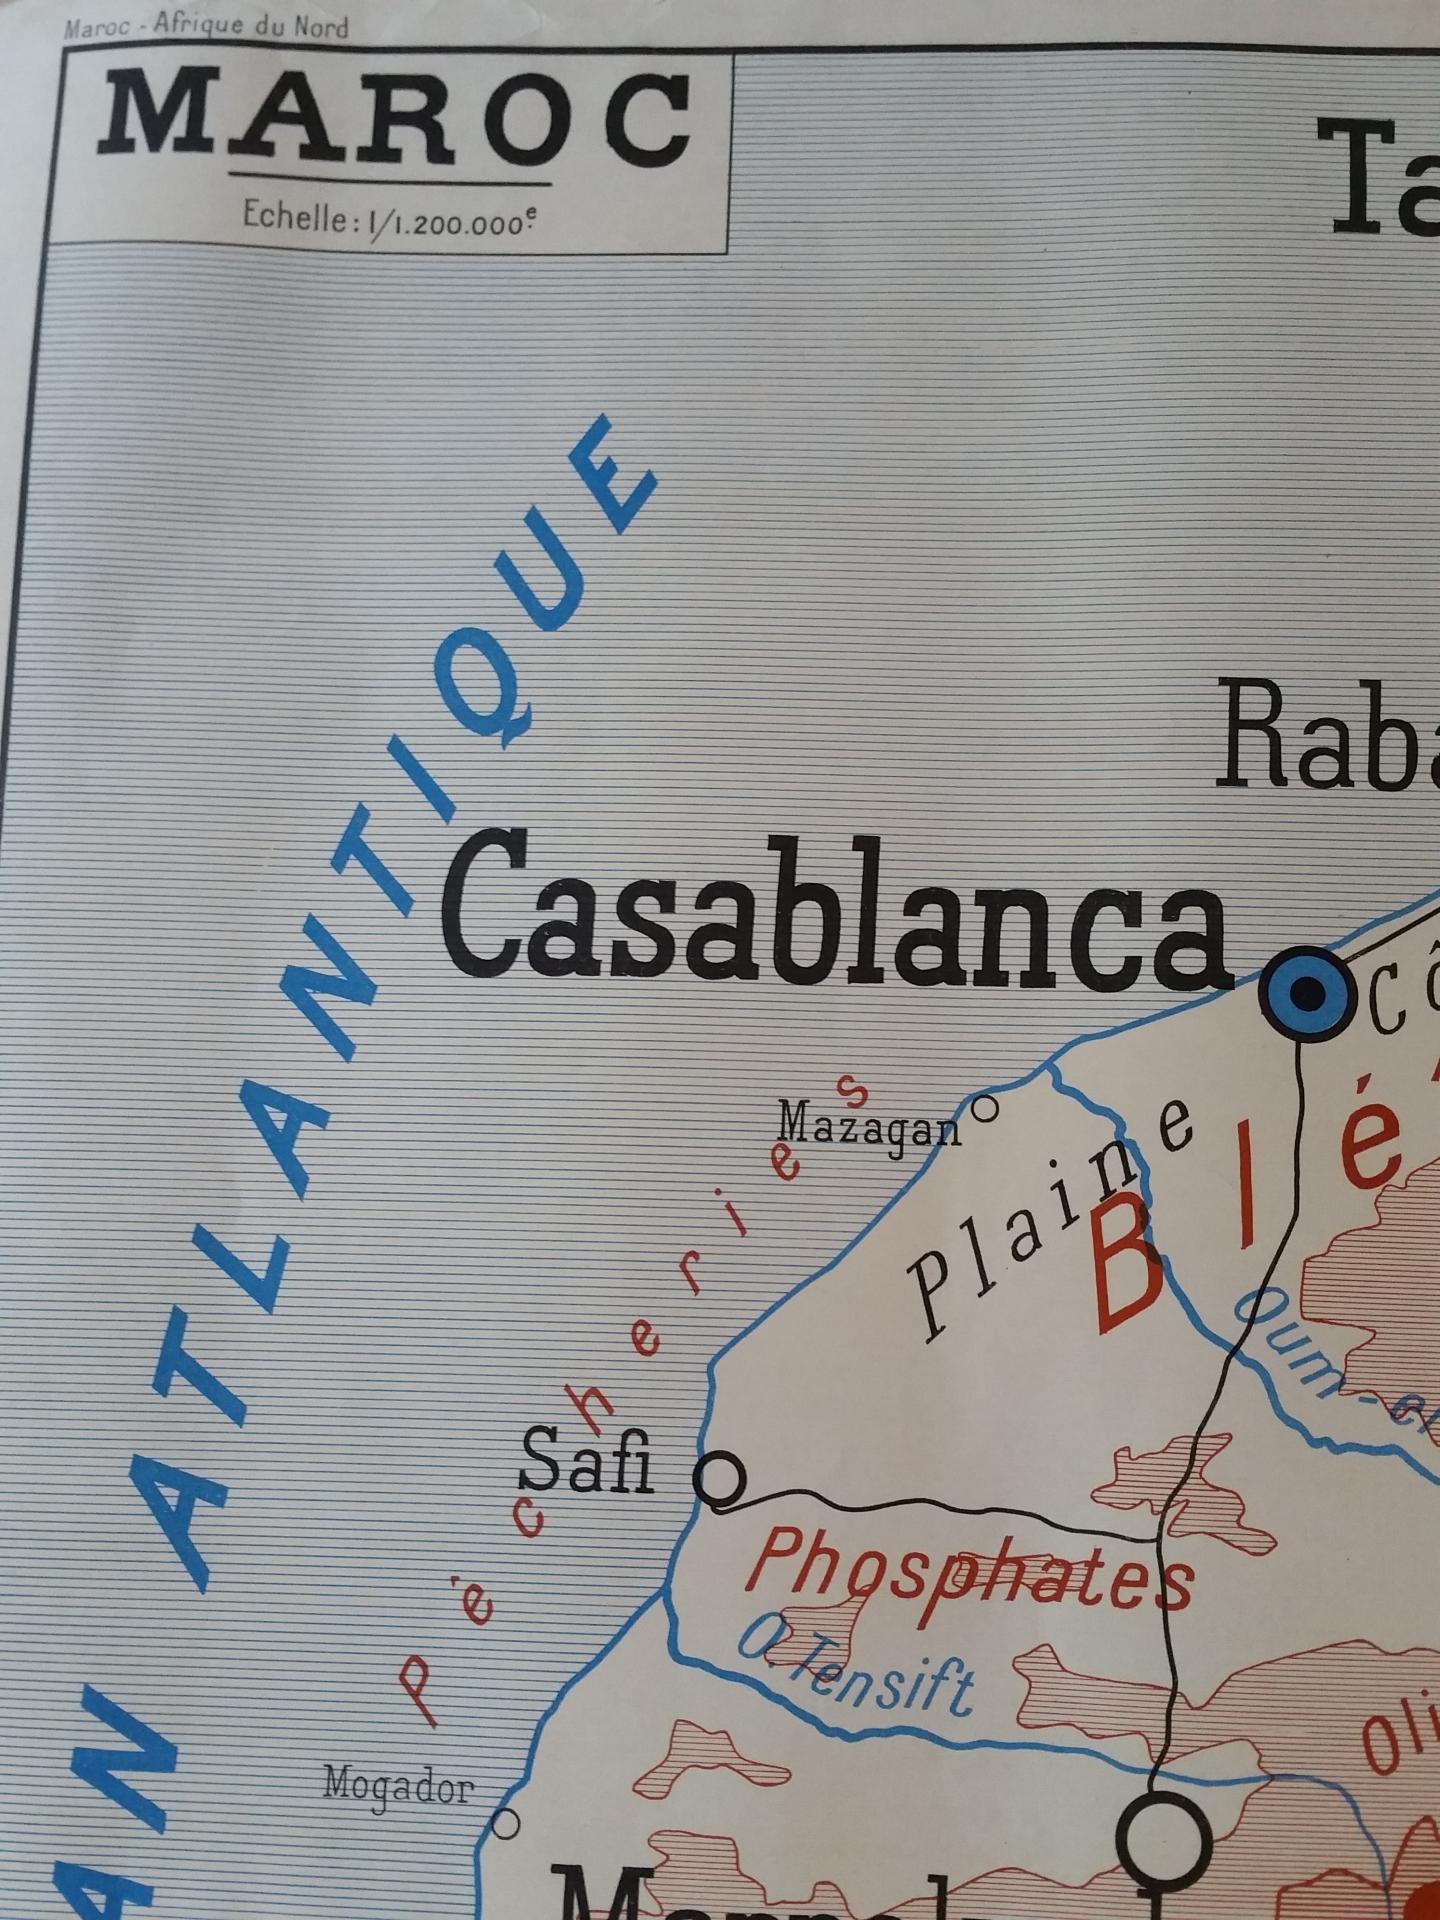 Maroc - Afrique du Nord
MAROC
Echelle : 1/1.200.000e
ATLANTIQUE
Casablanca
Mazagan
Pêcheries
Plaine
Blé
Safi
Phosphates
O. Tensift
Mogador